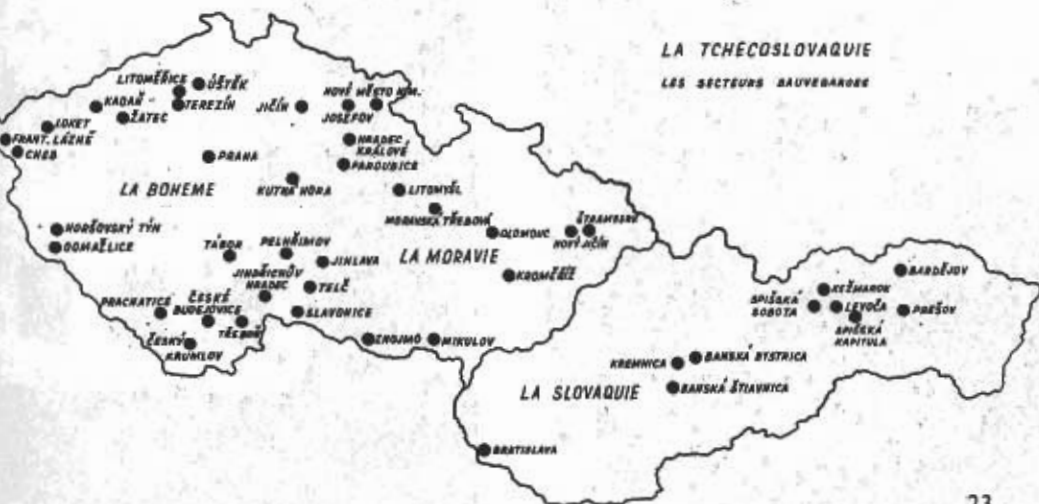 LA TCHÉCOSLOVAQUIE
LES SECTEURS SAUVEGARDES
LITOMĚŘICE
ÚŠTĚK
TEREZÍN
KADAŇ
ŽATEC
LOKET
FRANT. LÁZNĚ
CHEB
JIČÍN
NOVÉ MĚSTO N.M.
JOSEFOV
HRADEC
KRÁLOVÉ
PARDUBICE
PRAHA
LA BOHEME
KUTNÁ HORA
LITOMYŠL
MORAVSKÁ TŘEBOVÁ
OLOMOUC
ŠTRAMBERK
NOVÝ JIČÍN
HORŠOVSKÝ TÝN
DOMAŽLICE
TÁBOR
PELHŘIMOV
JIHLAVA
LA MORAVIE
KROMĚŘÍŽ
JINDŘICHŮV
HRADEC
TELČ
SLAVONICE
PRACHATICE
ČESKÉ
BUDĚJOVICE
TŘEBOŇ
ČESKÝ
KRUMLOV
ZNOJMO
MIKULOV
BARDĚJOV
KEŽMAROK
SPIŠSKÁ
SOBOTA
LEVOČA
PREŠOV
SPIŠSKÁ
KAPITULA
KREMNICA
BANSKÁ BYSTRICA
BANSKÁ ŠTIAVNICA
LA SLOVAQUIE
BRATISLAVA
23